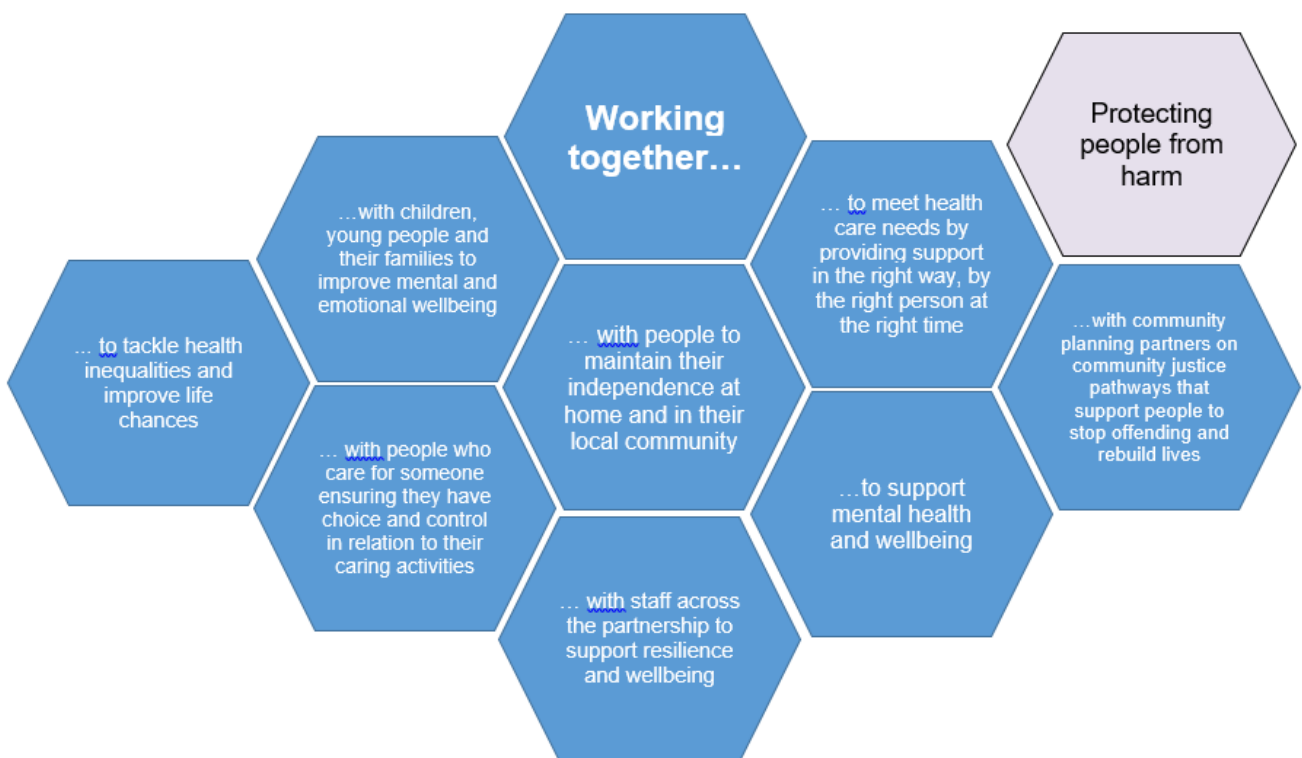 Working
together…
Protecting
people from
harm
…with children,
young people and
their families to
improve mental and
emotional wellbeing
… to meet health
care needs by
providing support
in the right way, by
the right person at
the right time
... to tackle health
inequalities and
improve life
chances
… with people to
maintain their
independence at
home and in their
local community
…with community
planning partners on
community justice
pathways that
support people to
stop offending and
rebuild lives
… with people who
care for someone
ensuring they have
choice and control
in relation to their
caring activities
…to support
mental health
and wellbeing
… with staff across
the partnership to
support resilience
and wellbeing